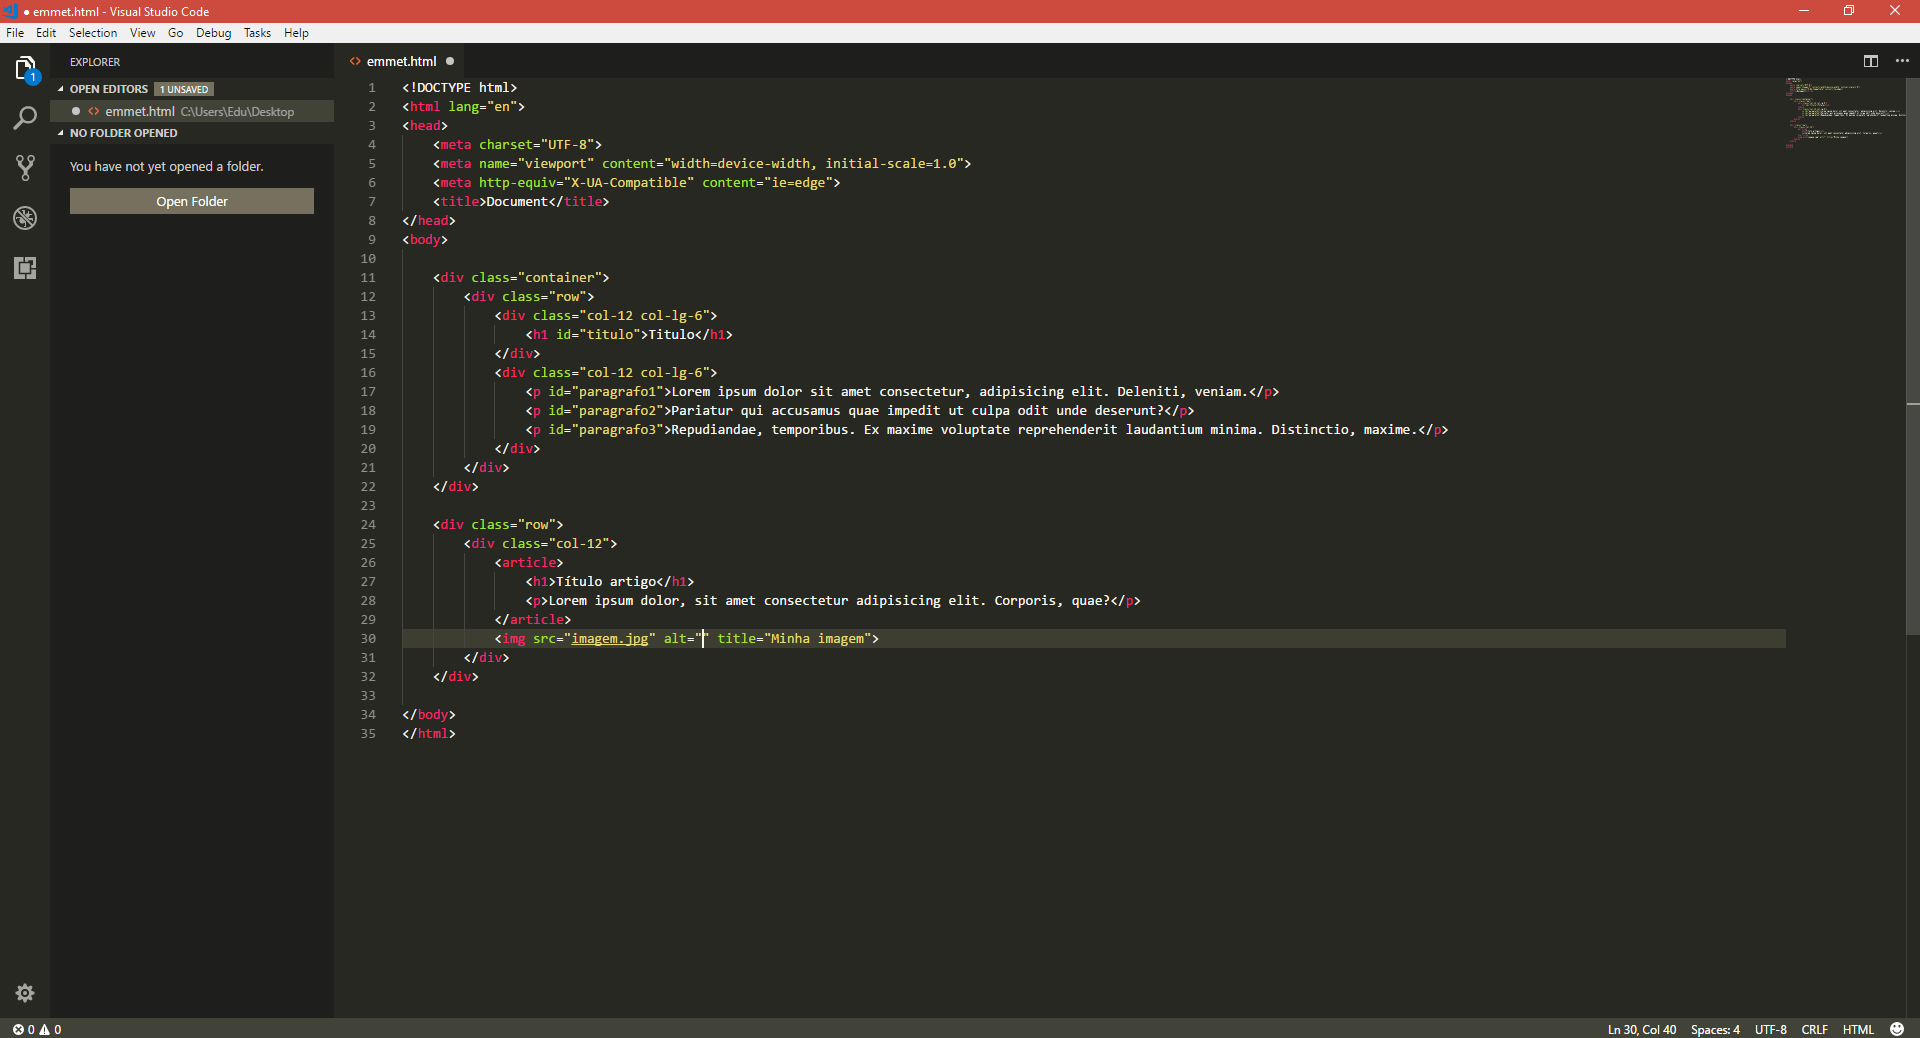 ● emmet.html - Visual Studio Code
File Edit Selection View Go Debug Tasks Help
1
EXPLORER
OPEN EDITORS 1 UNSAVED
emmet.html C:\Users\Edu\Desktop
NO FOLDER OPENED
You have not yet opened a folder.
Open Folder
emmet.html
1 <!DOCTYPE html>
2 <html lang="en">
3 <head>
4     <meta charset="UTF-8">
5     <meta name="viewport" content="width=device-width, initial-scale=1.0">
6     <meta http-equiv="X-UA-Compatible" content="ie=edge">
7     <title>Document</title>
8 </head>
9 <body>
10
11     <div class="container">
12         <div class="row">
13             <div class="col-12 col-lg-6">
14                 <h1 id="titulo">Titulo</h1>
15             </div>
16             <div class="col-12 col-lg-6">
17                 <p id="paragrafo1">Lorem ipsum dolor sit amet consectetur, adipisicing elit. Deleniti, veniam.</p>
18                 <p id="paragrafo2">Pariatur qui accusamus quae impedit ut culpa odit unde deserunt?</p>
19                 <p id="paragrafo3">Repudiandae, temporibus. Ex maxime voluptate reprehenderit laudantium minima. Distinctio, maxime.</p>
20             </div>
21         </div>
22     </div>
23
24     <div class="row">
25         <div class="col-12">
26             <article>
27                 <h1>Título artigo</h1>
28                 <p>Lorem ipsum dolor, sit amet consectetur adipisicing elit. Corporis, quae?</p>
29             </article>
30             <img src="imagem.jpg" alt="" title="Minha imagem">
31         </div>
32     </div>
33
34 </body>
35 </html>
0 0
Ln 30, Col 40 Spaces: 4 UTF-8 CRLF HTML